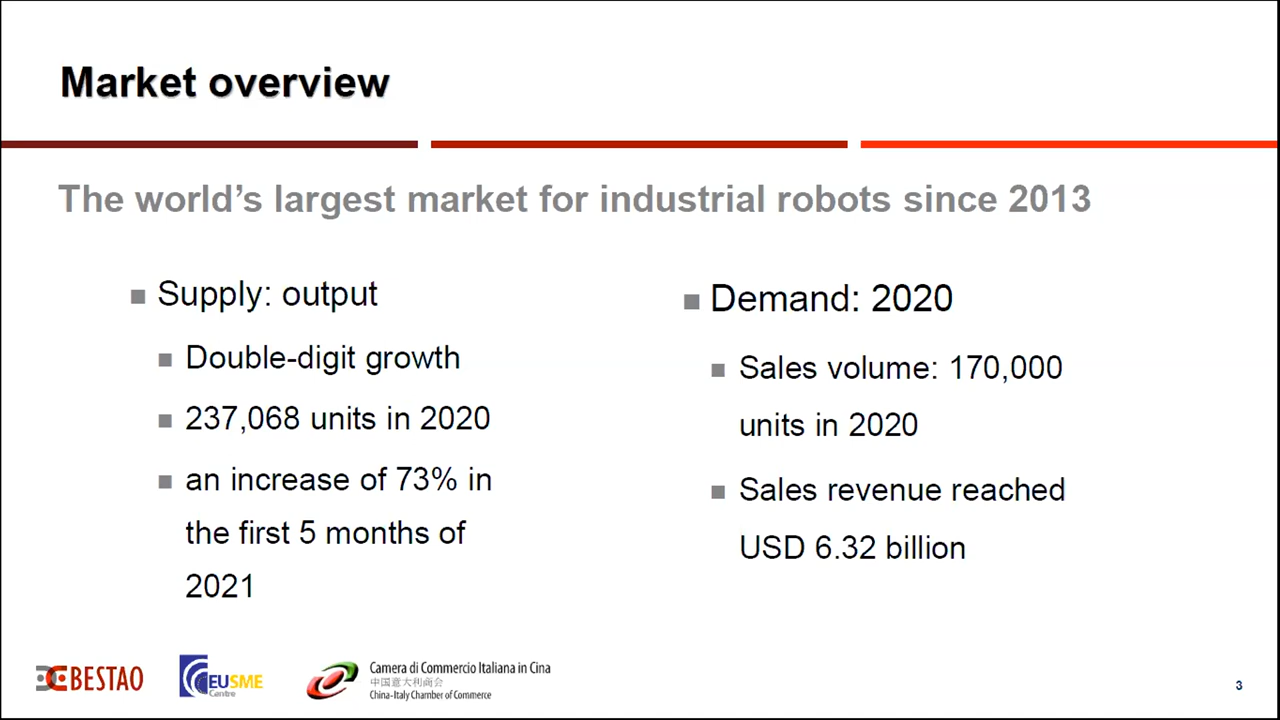 Market overview
The world’s largest market for industrial robots since 2013
■ Supply: output
■ Double-digit growth
■ 237,068 units in 2020
■ an increase of 73% in
the first 5 months of
2021
■ Demand: 2020
■ Sales volume: 170,000
units in 2020
■ Sales revenue reached
USD 6.32 billion
BESTAO
EUSME
Centre
Camera di Commercio Italiana in Cina
中国意大利商会
China-Italy Chamber of Commerce
3